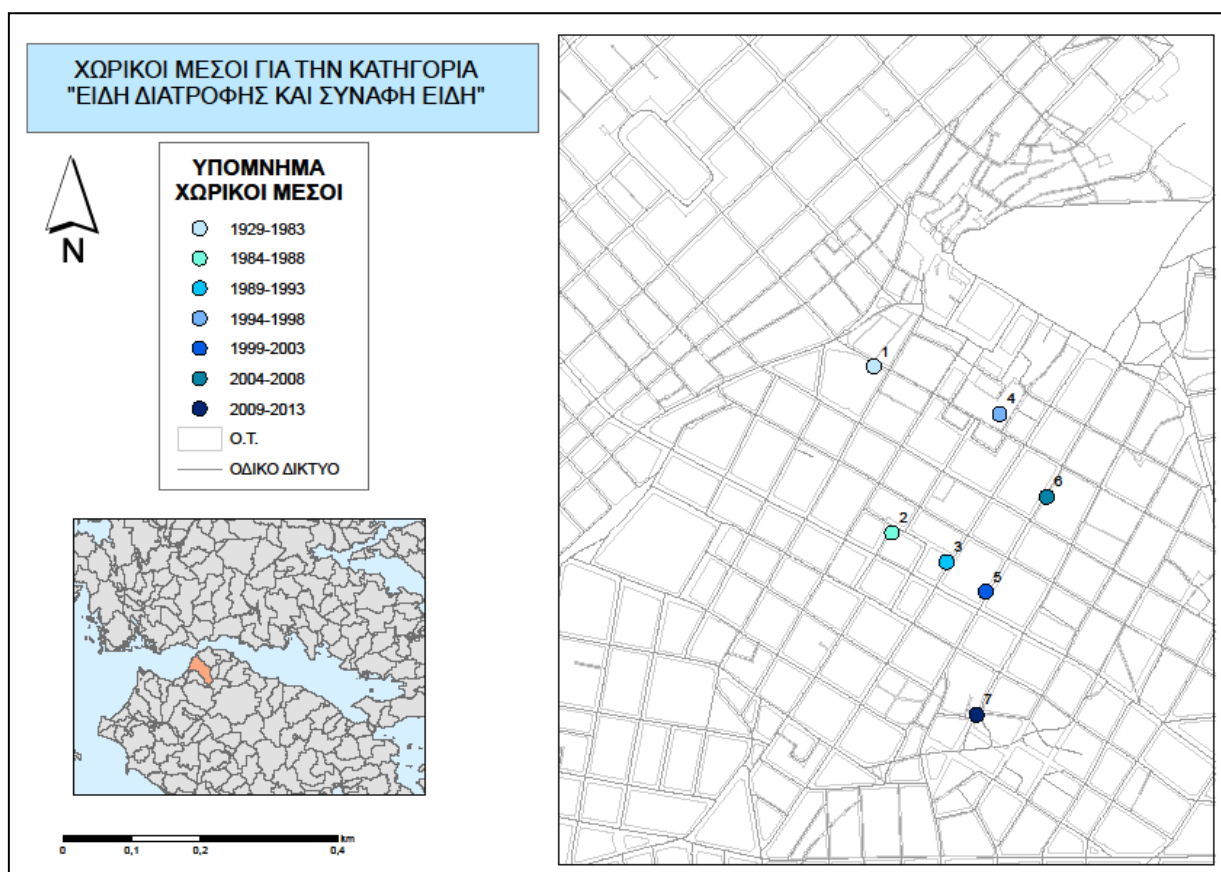 ΧΩΡΙΚΟΙ ΜΕΣΟΙ ΓΙΑ ΤΗΝ ΚΑΤΗΓΟΡΙΑ
"ΕΙΔΗ ΔΙΑΤΡΟΦΗΣ ΚΑΙ ΣΥΝΑΦΗ ΕΙΔΗ"
N
ΥΠΟΜΝΗΜΑ
ΧΩΡΙΚΟΙ ΜΕΣΟΙ
1929-1983
1984-1988
1989-1993
1994-1998
1999-2003
2004-2008
2009-2013
Ο.Τ.
ΟΔΙΚΟ ΔΙΚΤΥΟ
km
0 0,1 0,2 0,4
1
4
6
2
3
5
7